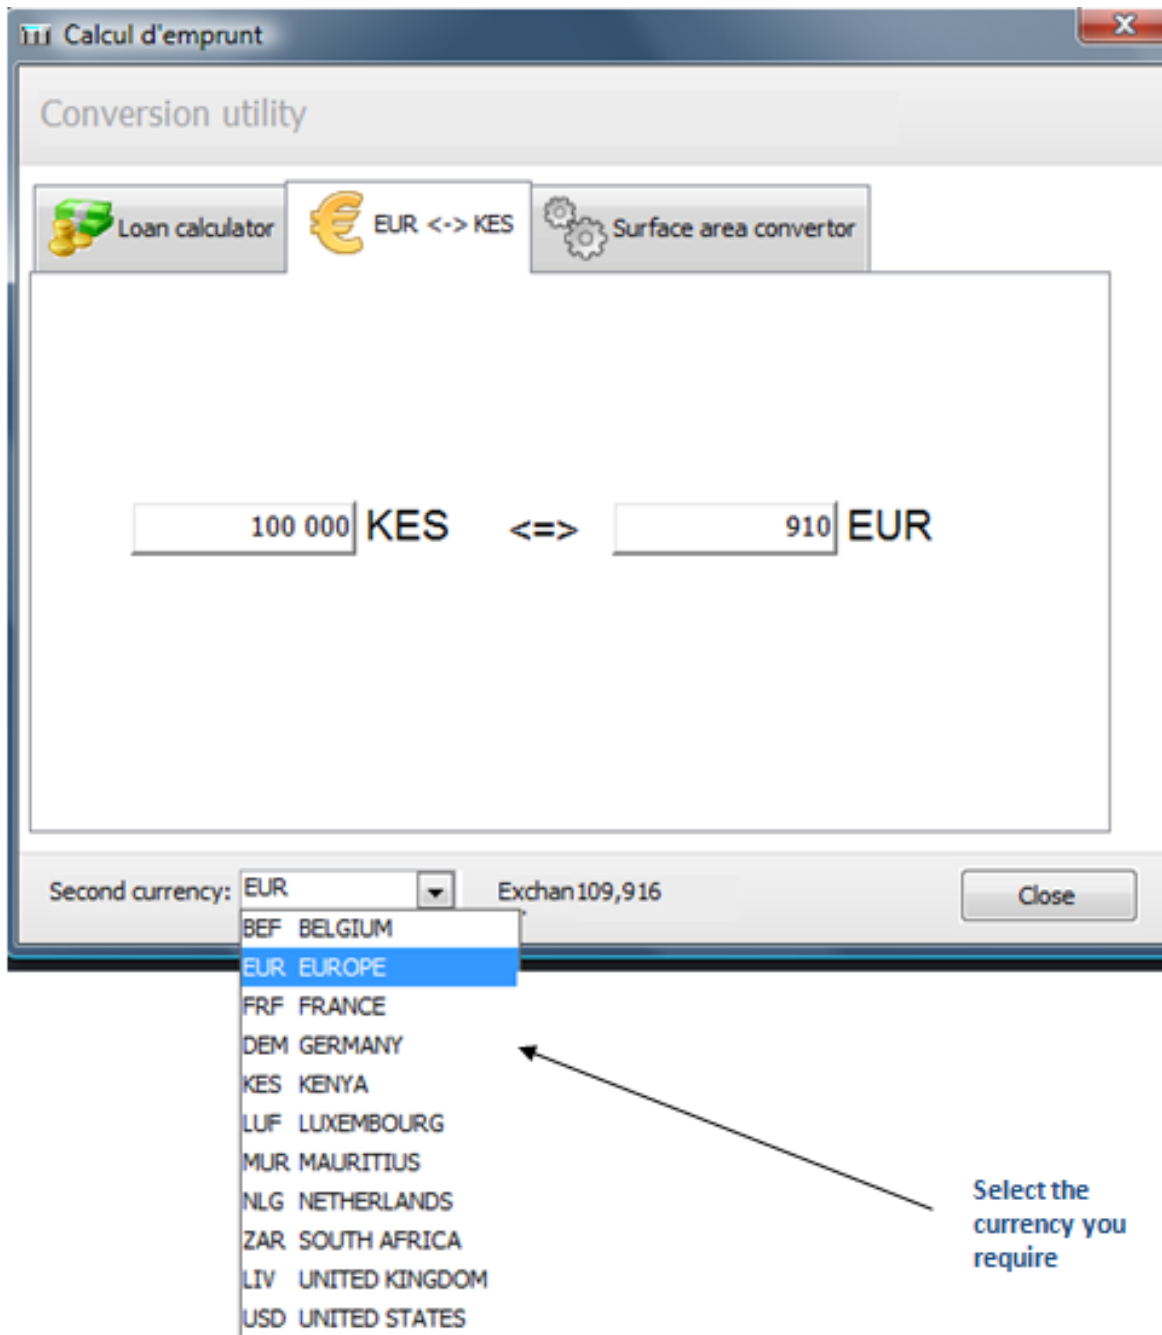 Calcul d'emprunt
Conversion utility
Loan calculator
EUR <-> KES
Surface area convertor
100 000 KES <=> 910 EUR
Second currency: EUR
Exchan109,916
Close
BEF BELGIUM
EUR EUROPE
FRF FRANCE
DEM GERMANY
KES KENYA
LUF LUXEMBOURG
MUR MAURITIUS
NLG NETHERLANDS
ZAR SOUTH AFRICA
LIV UNITED KINGDOM
USD UNITED STATES
Select the
currency you
require